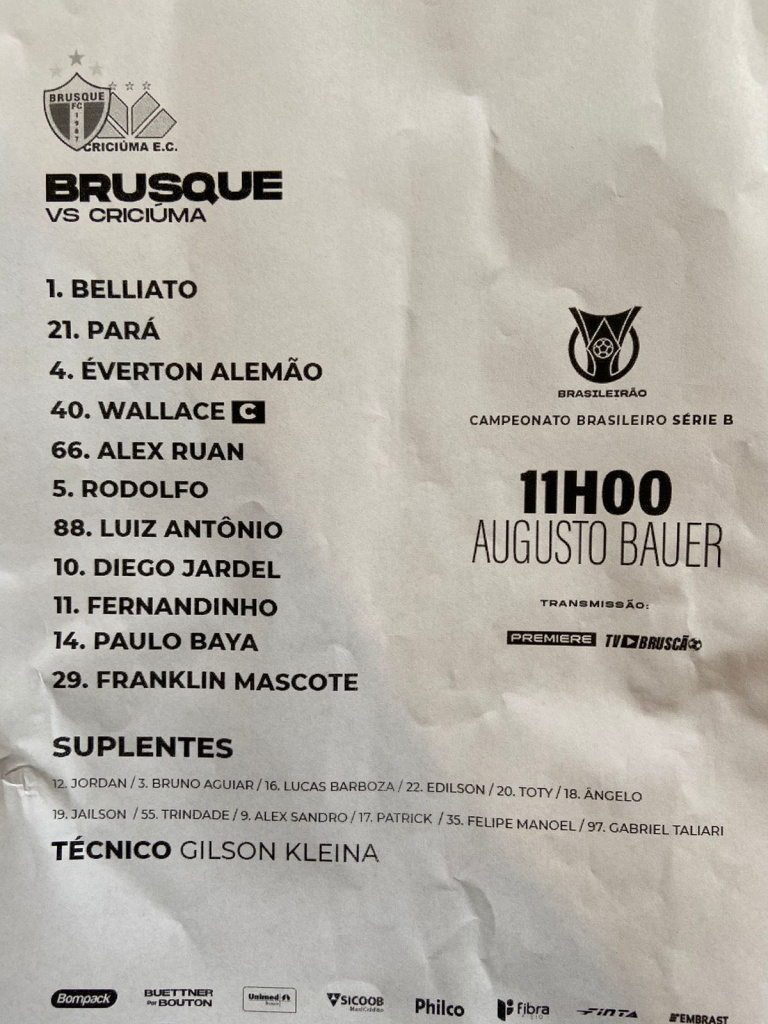 BRUSQUE
FC
1987
CRICIÚMA E.C.
BRUSQUE
VS CRICIÚMA
1. BELLIATO
21. PARÁ
4. ÉVERTON ALEMÃO
40. WALLACE C
66. ALEX RUAN
5. RODOLFO
88. LUIZ ANTÔNIO
10. DIEGO JARDEL
11. FERNANDINHO
14. PAULO BAYA
29. FRANKLIN MASCOTE
BRASILEIRÃO
CAMPEONATO BRASILEIRO SÉRIE B
11H00
AUGUSTO BAUER
TRANSMISSÃO:
PREMIERE TV BRUSCÃO
SUPLENTES
12. JORDAN / 3. BRUNO AGUIAR / 16. LUCAS BARBOZA / 22. EDILSON / 20. TOTY / 18. ÂNGELO
19. JAILSON / 55. TRINDADE / 9. ALEX SANDRO / 17. PATRICK / 35. FELIPE MANOEL / 97. GABRIEL TALIARI
TÉCNICO GILSON KLEINA
Bompack
BUETTNER
Por BOUTON
Unimed
SICOOB
Philco
fibra
FINTA
EMBRAST